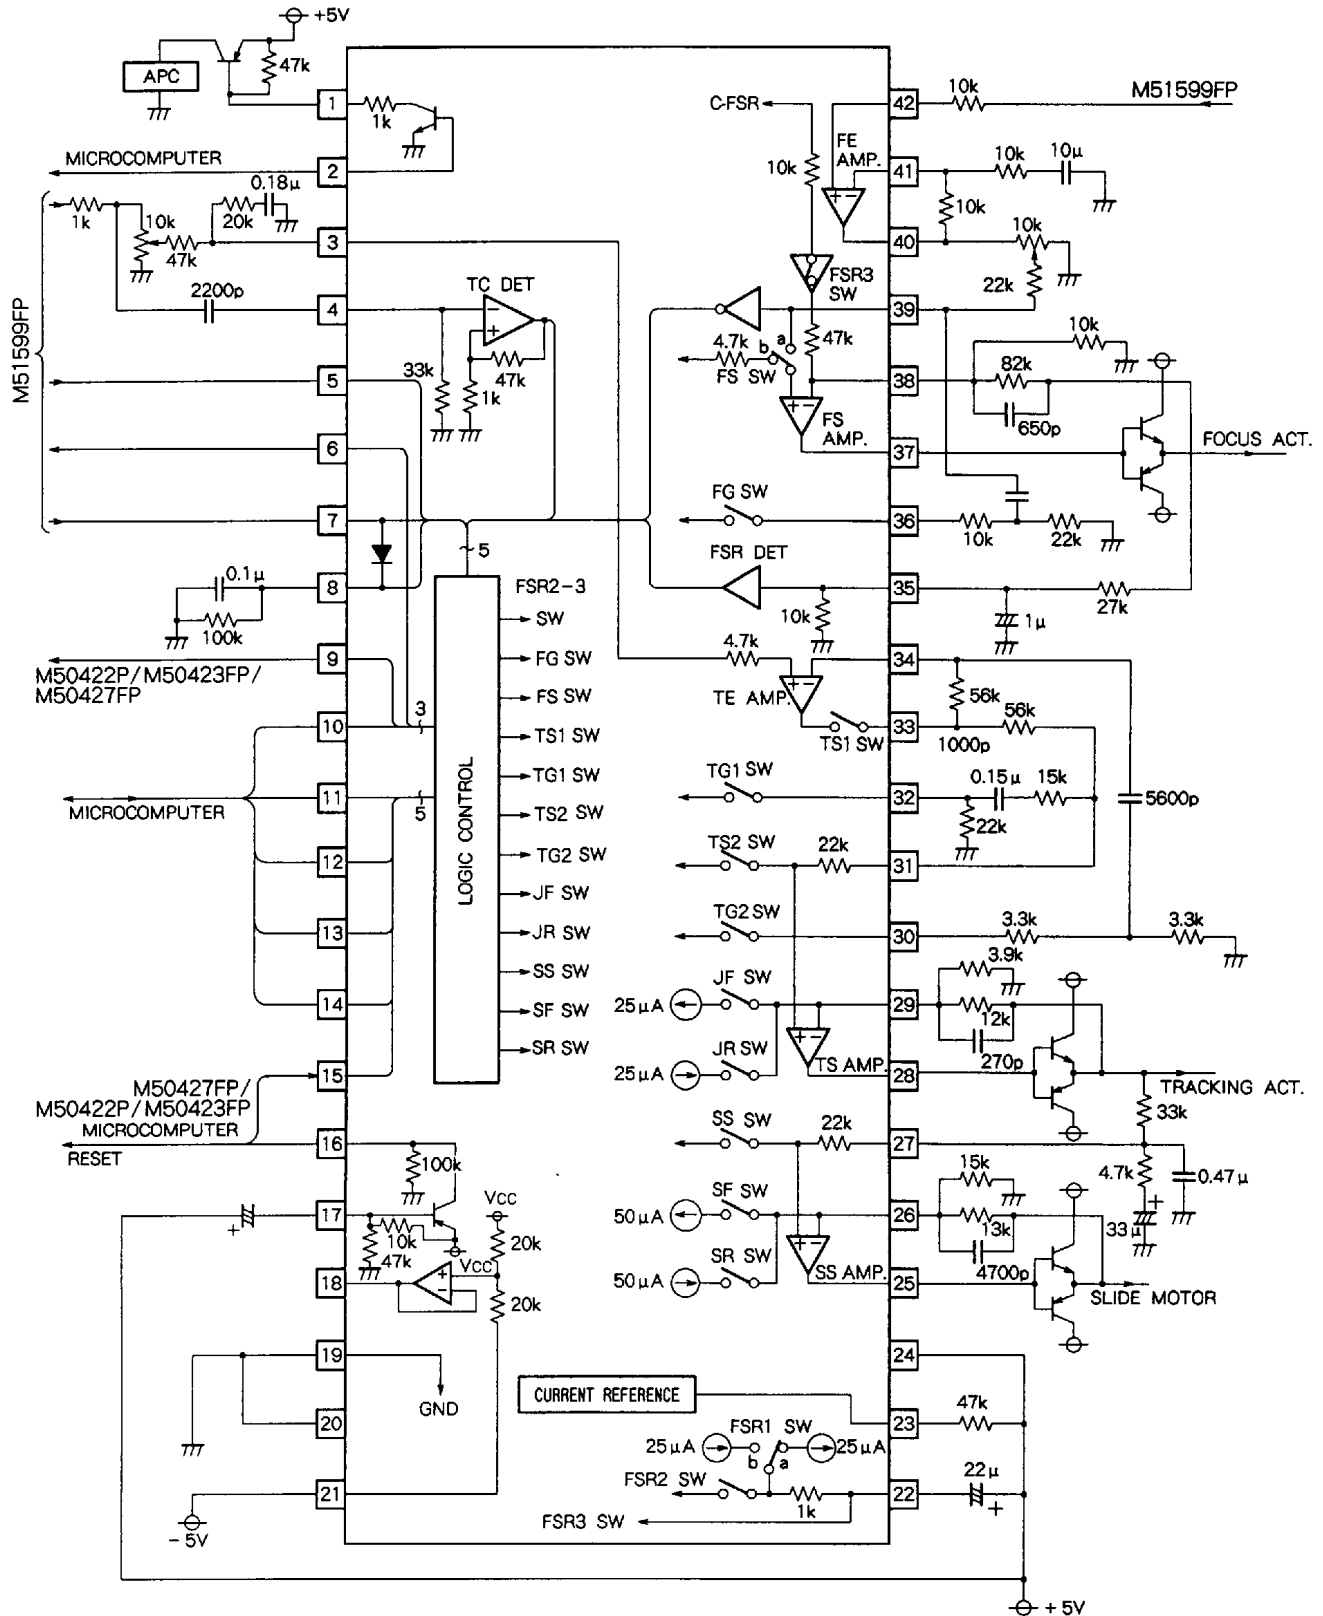 +5V
APC
47k
1
1k
MICROCOMPUTER
2
0.18μ
1k
10k
20k
47k
3
2200p
4
TC DET
−
+
33k
47k
1k
M51599FP
5
6
7
5
0.1μ
8
100k
M50422P/M50423FP/
M50427FP
9
10
3
MICROCOMPUTER
11
5
12
13
14
M50427FP/
M50422P/M50423FP
MICROCOMPUTER
15
RESET
16
100k
+
17
10k
47k
VCC
VCC
20k
18
+
−
20k
19
GND
20
21
−5V
LOGIC CONTROL
FSR2-3
SW
FG SW
FS SW
TS1 SW
TG1 SW
TS2 SW
TG2 SW
JF SW
JR SW
SS SW
SF SW
SR SW
C-FSR
10k
FE
AMP.
+−
FSR3
SW
47k
4.7k
b
a
FS SW
+−
FS
AMP.
FG SW
FSR DET
10k
4.7k
+−
TE AMP.
TS1 SW
TG1 SW
TS2 SW
22k
TG2 SW
25μA
JF SW
+−
25μA
JR SW
TS AMP.
SS SW
22k
50μA
SF SW
+−
50μA
SR SW
SS AMP.
CURRENT REFERENCE
FSR1 SW
25μA
b
a
25μA
FSR2 SW
1k
FSR3 SW
42
10k
M51599FP
41
10k
10μ
10k
40
10k
22k
39
10k
38
82k
650p
37
FOCUS ACT.
36
10k
22k
35
27k
1μ
34
56k
33
56k
1000p
32
0.15μ
15k
22k
5600p
31
30
3.3k
3.3k
3.9k
29
12k
270p
28
TRACKING ACT.
33k
27
4.7k
0.47μ
15k
26
13k
+
33μ
4700p
25
SLIDE MOTOR
24
47k
23
22μ
22
+
+5V